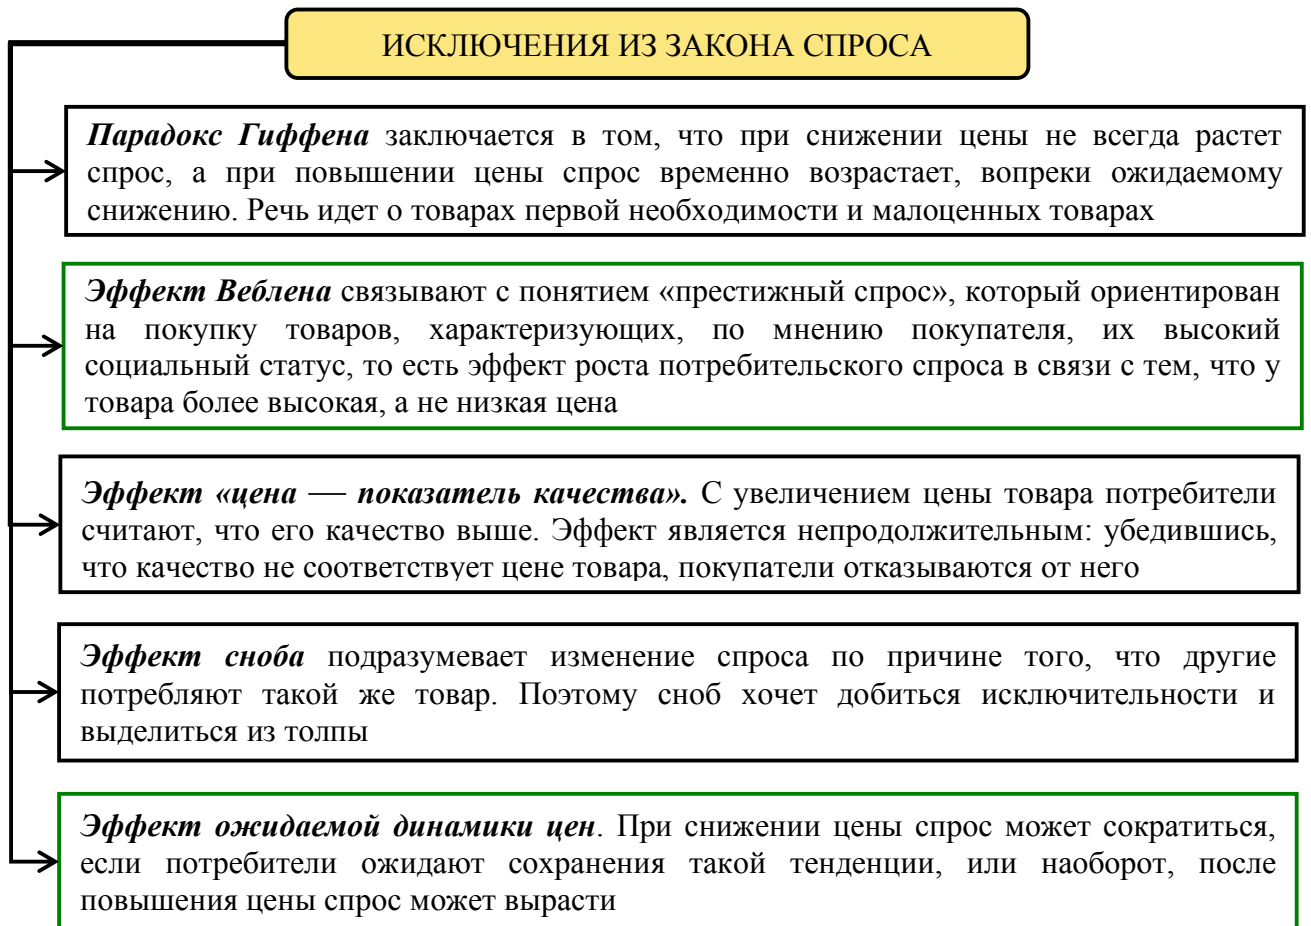 ИСКЛЮЧЕНИЯ ИЗ ЗАКОНА СПРОСА
Парадокс Гиффена заключается в том, что при снижении цены не всегда растет
спрос, а при повышении цены спрос временно возрастает, вопреки ожидаемому
снижению. Речь идет о товарах первой необходимости и малоценных товарах
Эффект Веблена связывают с понятием «престижный спрос», который ориентирован
на покупку товаров, характеризующих, по мнению покупателя, их высокий
социальный статус, то есть эффект роста потребительского спроса в связи с тем, что у
товара более высокая, а не низкая цена
Эффект «цена — показатель качества». С увеличением цены товара потребители
считают, что его качество выше. Эффект является непродолжительным: убедившись,
что качество не соответствует цене товара, покупатели отказываются от него
Эффект сноба подразумевает изменение спроса по причине того, что другие
потребляют такой же товар. Поэтому сноб хочет добиться исключительности и
выделиться из толпы
Эффект ожидаемой динамики цен. При снижении цены спрос может сократиться,
если потребители ожидают сохранения такой тенденции, или наоборот, после
повышения цены спрос может вырасти